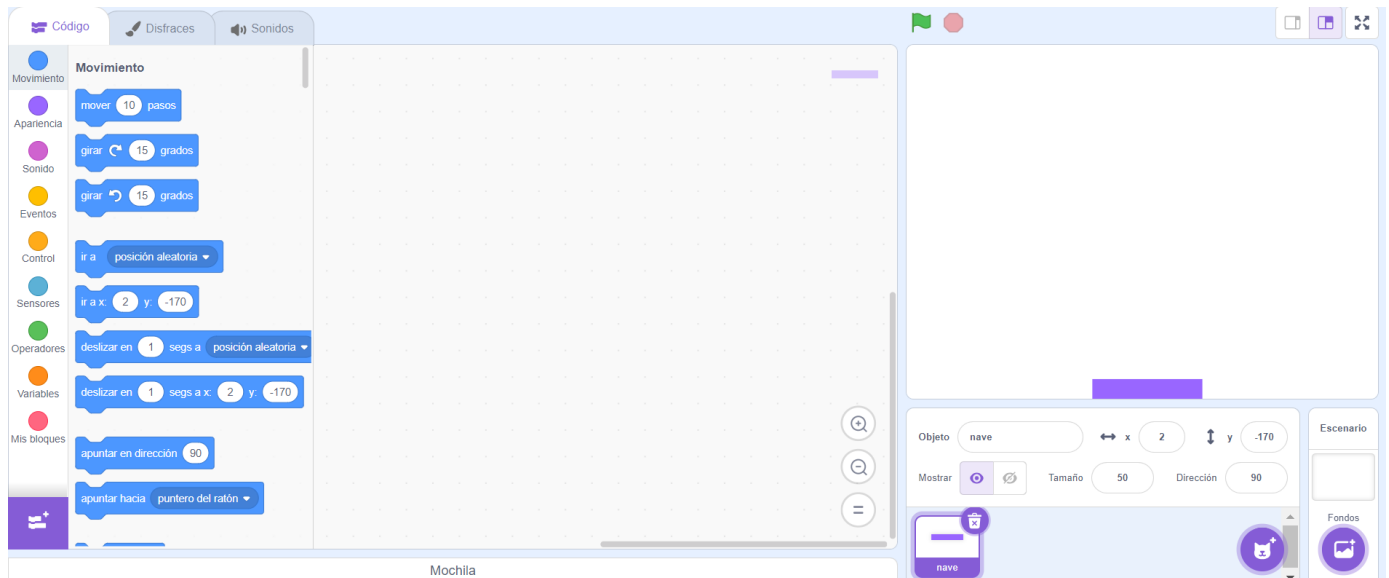 Código
Disfraces
Sonidos
Movimiento
Apariencia
Sonido
Eventos
Control
Sensores
Operadores
Variables
Mis bloques
Movimiento
mover 10 pasos
girar 15 grados
girar 15 grados
ir a posición aleatoria
ir a x: 2 y: -170
deslizar en 1 segs a posición aleatoria
deslizar en 1 segs a x: 2 y: -170
apuntar en dirección 90
apuntar hacia puntero del ratón
Mochila
Objeto nave x 2 y -170
Mostrar Tamaño 50 Dirección 90
nave
Escenario
Fondos